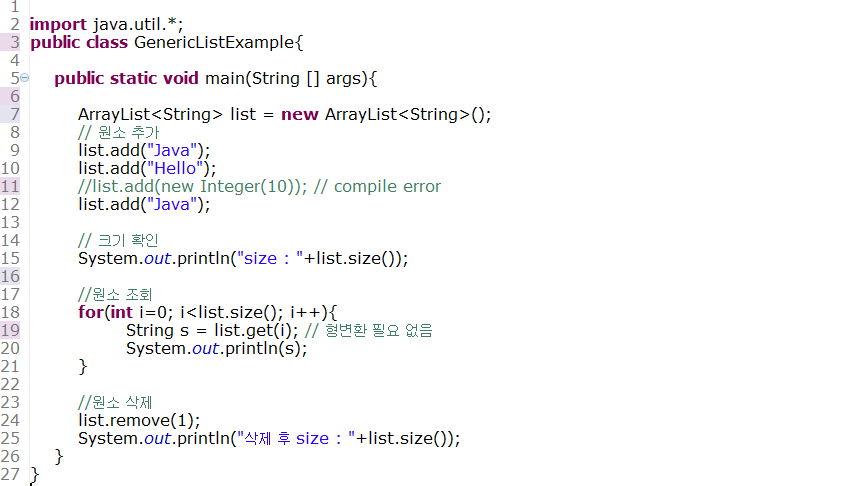 1
2 import java.util.*;
3 public class GenericListExample{
4
5 public static void main(String [] args){
6
7 ArrayList<String> list = new ArrayList<String>();
8 // 원소 추가
9 list.add("Java");
10 list.add("Hello");
11 //list.add(new Integer(10)); // compile error
12 list.add("Java");
13
14 // 크기 확인
15 System.out.println("size : "+list.size());
16
17 //원소 조회
18 for(int i=0; i<list.size(); i++){
19 String s = list.get(i); // 형변환 필요 없음
20 System.out.println(s);
21 }
22
23 //원소 삭제
24 list.remove(1);
25 System.out.println("삭제 후 size : "+list.size());
26 }
27 }